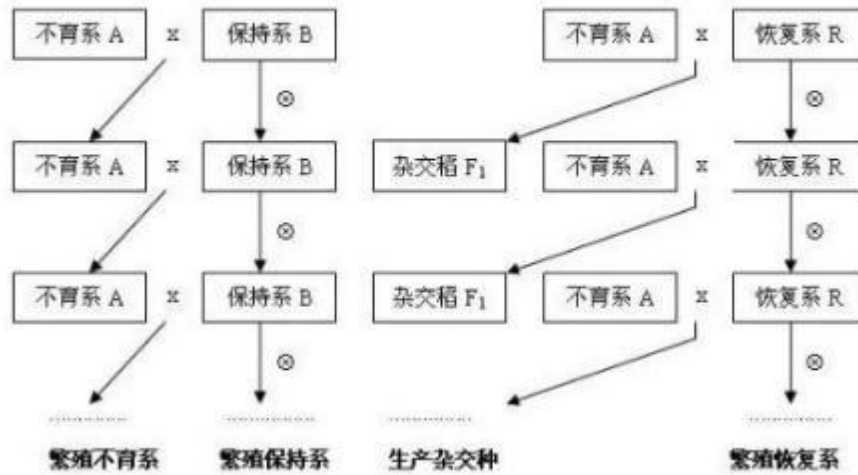 不育系 A x 保持系 B 不育系 A x 恢复系 R
⊗ ⊗
不育系 A x 保持系 B 杂交稻 F₁ 不育系 A x 恢复系 R
⊗ ⊗
不育系 A x 保持系 B 杂交稻 F₁ 不育系 A x 恢复系 R
⊗ ⊗
............ ............ ............ ............
繁殖不育系 繁殖保持系 生产杂交种 繁殖恢复系